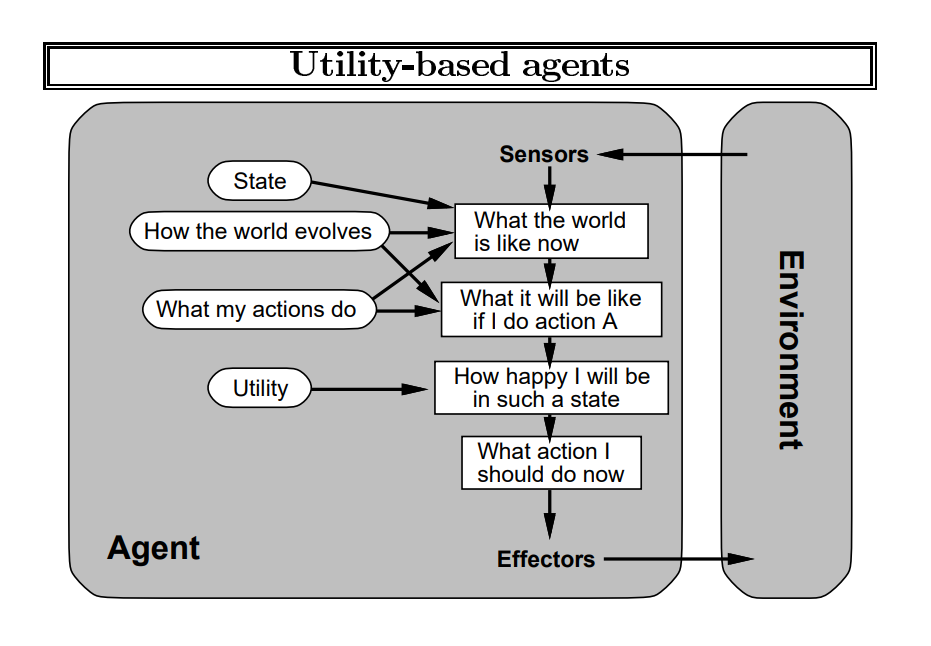 Utility-based agents
Sensors
State
What the world
is like now
How the world evolves
What my actions do
What it will be like
if I do action A
Utility
How happy I will be
in such a state
What action I
should do now
Agent
Effectors
Environment